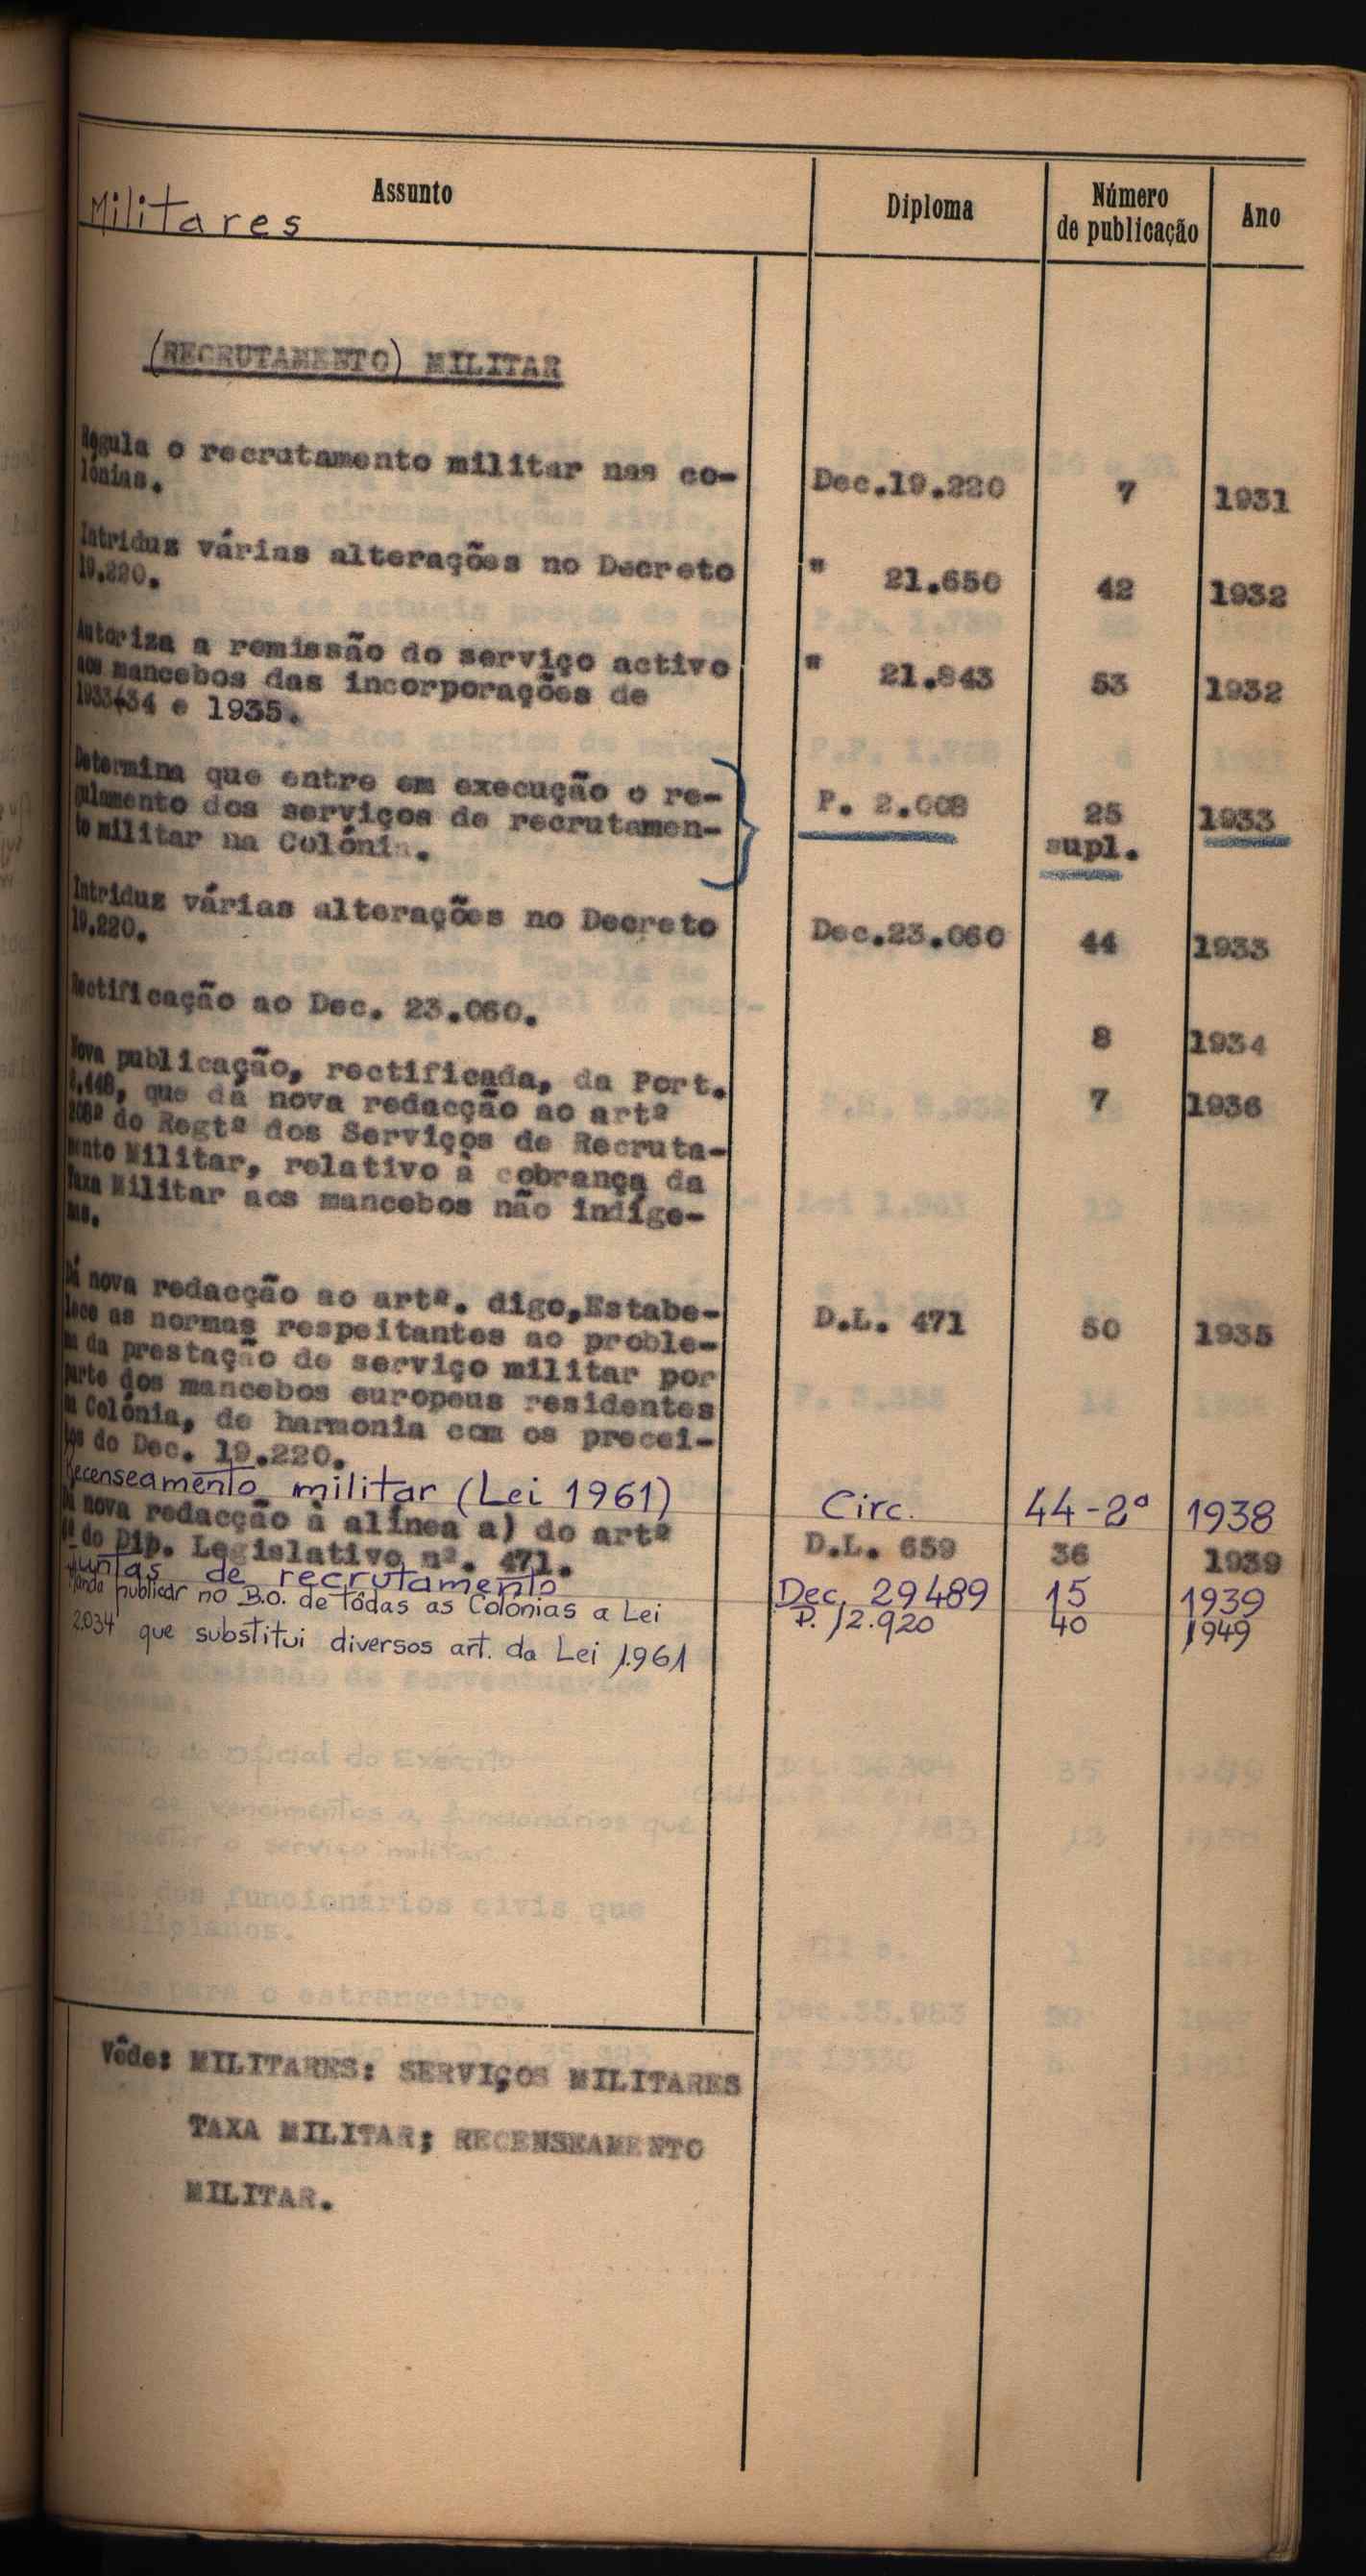 Assunto
Diploma
Número
de publicação
Ano
Militares
(RECRUTAMENTO) MILITAR
Regula o recrutamento militar nas co-
lónias.
Dec.19.220 7 1931
Intriduz várias alterações no Decreto
19.220.
" 21.650 42 1932
Autoriza a remissão do serviço activo
aos mancebos das incorporações de
1933/34 e 1935.
" 21.843 53 1932
Determina que entre em execução o re-
gulamento dos serviços de recrutamen-
to militar na Colónia.
P. 2.008 25 1933
supl.
Intriduz várias alterações no Decreto
19.220.
Dec.23.060 44 1933
Rectificação ao Dec. 23.060.
8 1934
Nova publicação, rectificada, da Port.
8.448, que dá nova redacção ao artª
208º do Regtª dos Serviços de Recruta-
mento Militar, relativo à cobrança da
Taxa Militar aos mancebos não indíge-
nas.
7 1936
Dá nova redacção ao artª. digo,Estabe-
lece as normas respeitantes ao proble-
ma da prestação de serviço militar por
parte dos mancebos europeus residentes
na Colónia, de harmonia com os precei-
tos do Dec. 19.220.
D.L. 471 50 1935
Recenseamento militar (Lei 1961)
Circ. 44-2º 1938
Dá nova redacção à alínea a) do artª
do Dip. Legislativo nº. 471.
D.L. 659 36 1939
Juntas de recrutamento
Dec. 29489 15 1939
Manda publicar no B.O. de tôdas as Colónias a Lei
2.034 que substitui diversos art. da Lei 1.961
P. 12.920 40 1949
Vêde: MILITARES: SERVIÇOS MILITARES
TAXA MILITAR; RECENSEAMENTO
MILITAR.